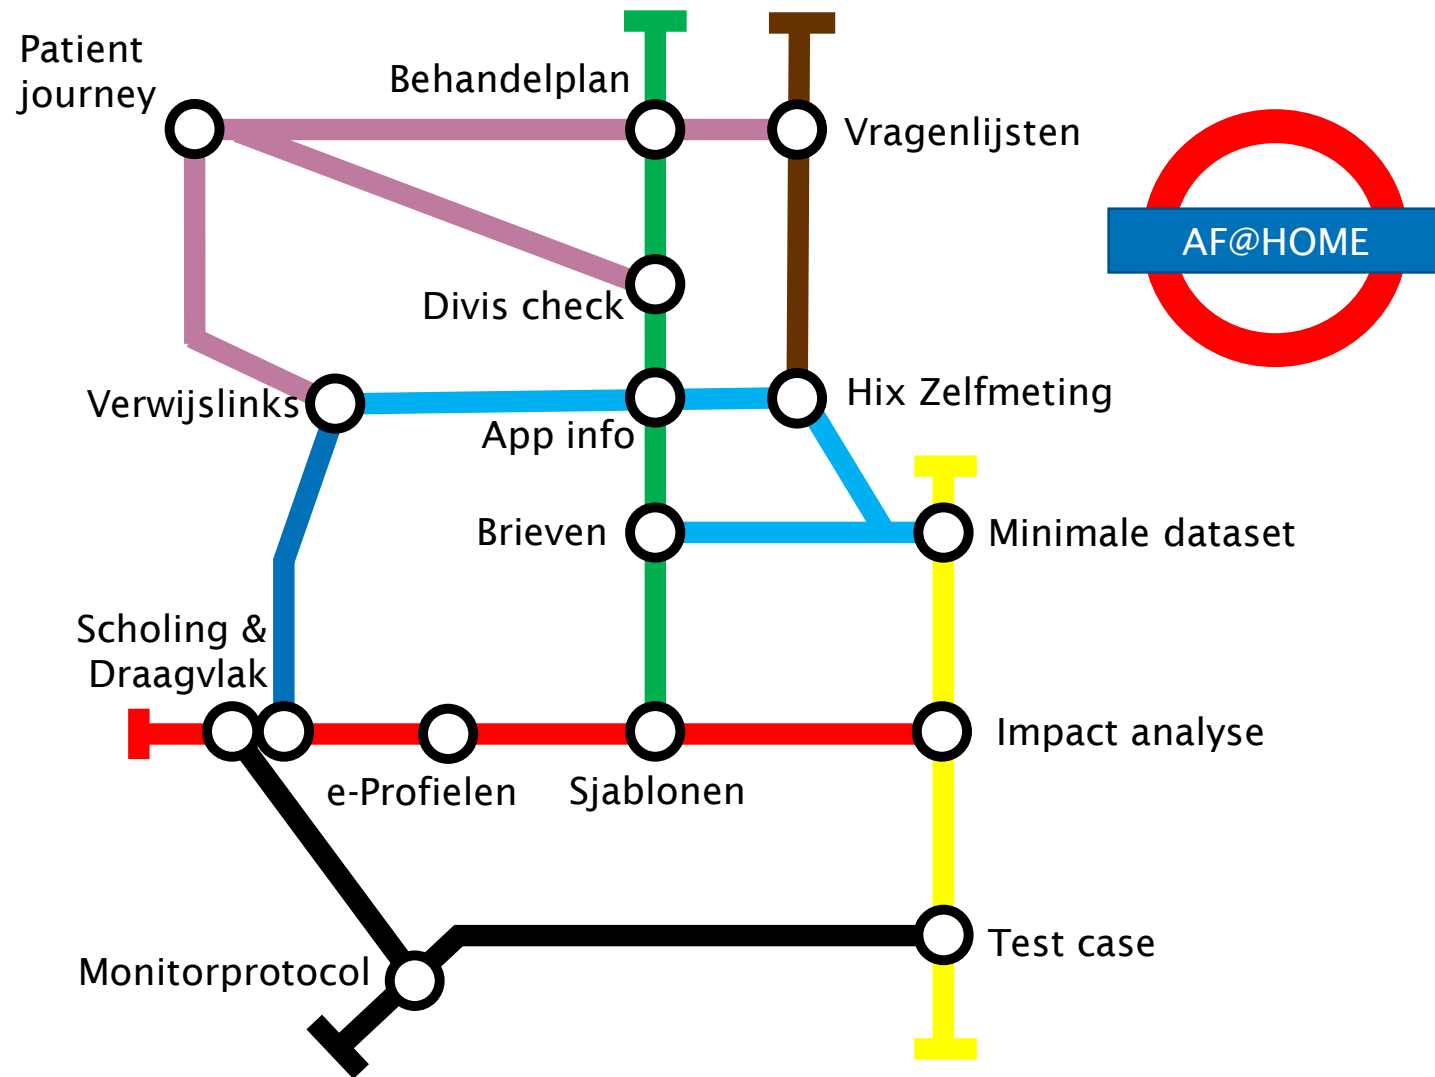 Patient
journey
Behandelplan
Vragenlijsten
AF@HOME
Divis check
Verwijslinks
Hix Zelfmeting
App info
Brieven
Minimale dataset
Scholing &
Draagvlak
Impact analyse
e-Profielen
Sjablonen
Monitorprotocol
Test case